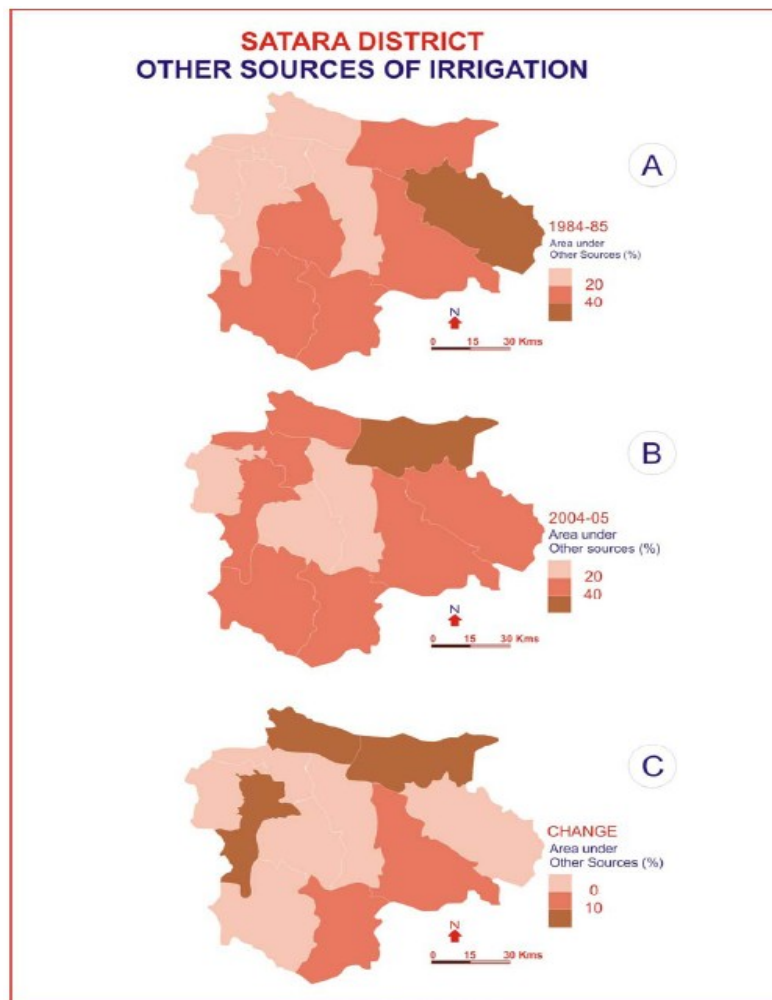 SATARA DISTRICT
OTHER SOURCES OF IRRIGATION
A
1984-85
Area under
Other Sources (%)
20
40
N
0 15 30 Kms
B
2004-05
Area under
Other sources (%)
20
40
N
0 15 30 Kms
C
CHANGE
Area under
Other Sources (%)
0
10
N
0 15 30 Kms